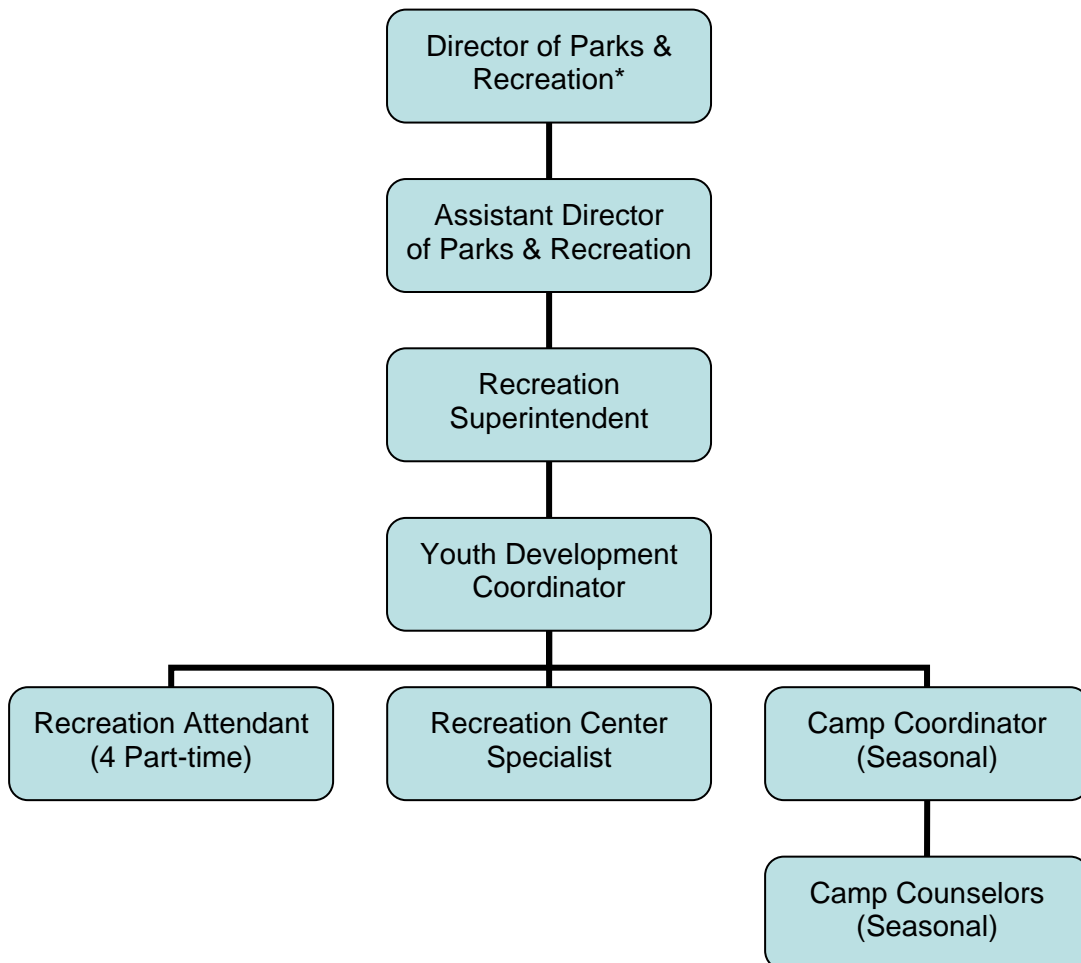 Director of Parks &
Recreation*
Assistant Director
of Parks & Recreation
Recreation
Superintendent
Youth Development
Coordinator
Recreation Attendant
(4 Part-time)
Recreation Center
Specialist
Camp Coordinator
(Seasonal)
Camp Counselors
(Seasonal)